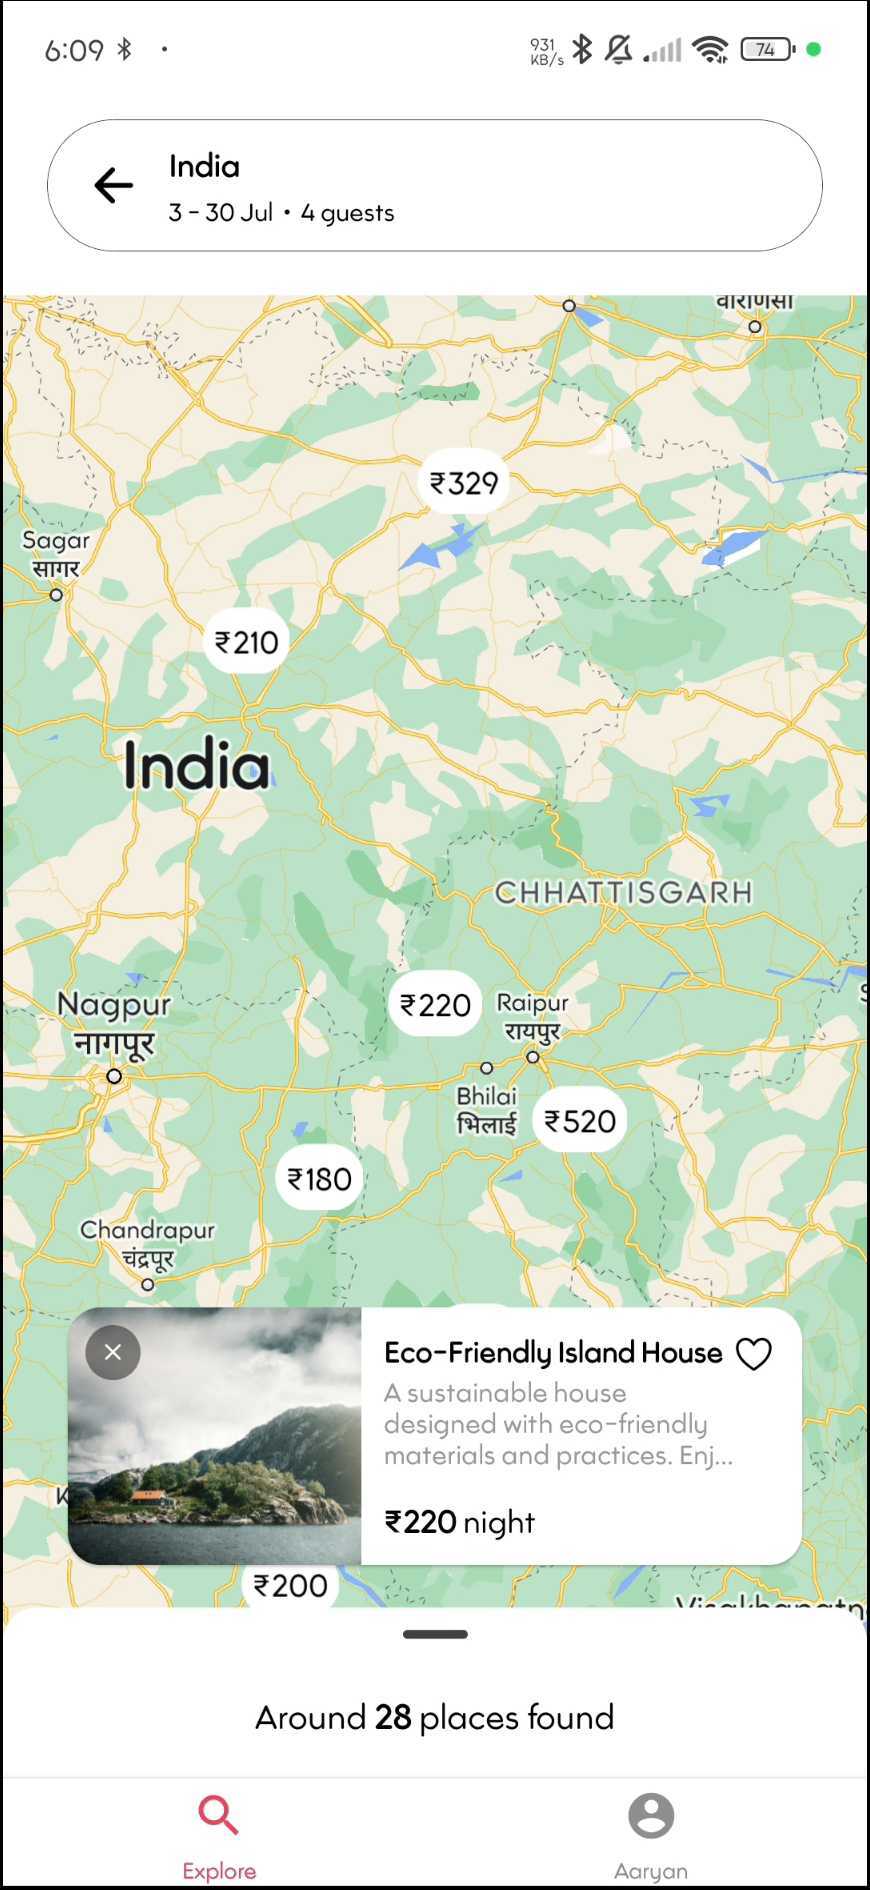 6:09
931
KB/s
74
India
3 – 30 Jul • 4 guests
वाराणसी
₹329
Sagar
सागर
₹210
India
CHHATTISGARH
Nagpur
नागपूर
₹220
Raipur
रायपुर
Bhilai
भिलाई
₹520
₹180
Chandrapur
चंद्रपूर
Eco-Friendly Island House
A sustainable house
designed with eco-friendly
materials and practices. Enj...
₹220 night
₹200
Around 28 places found
Explore
Aaryan